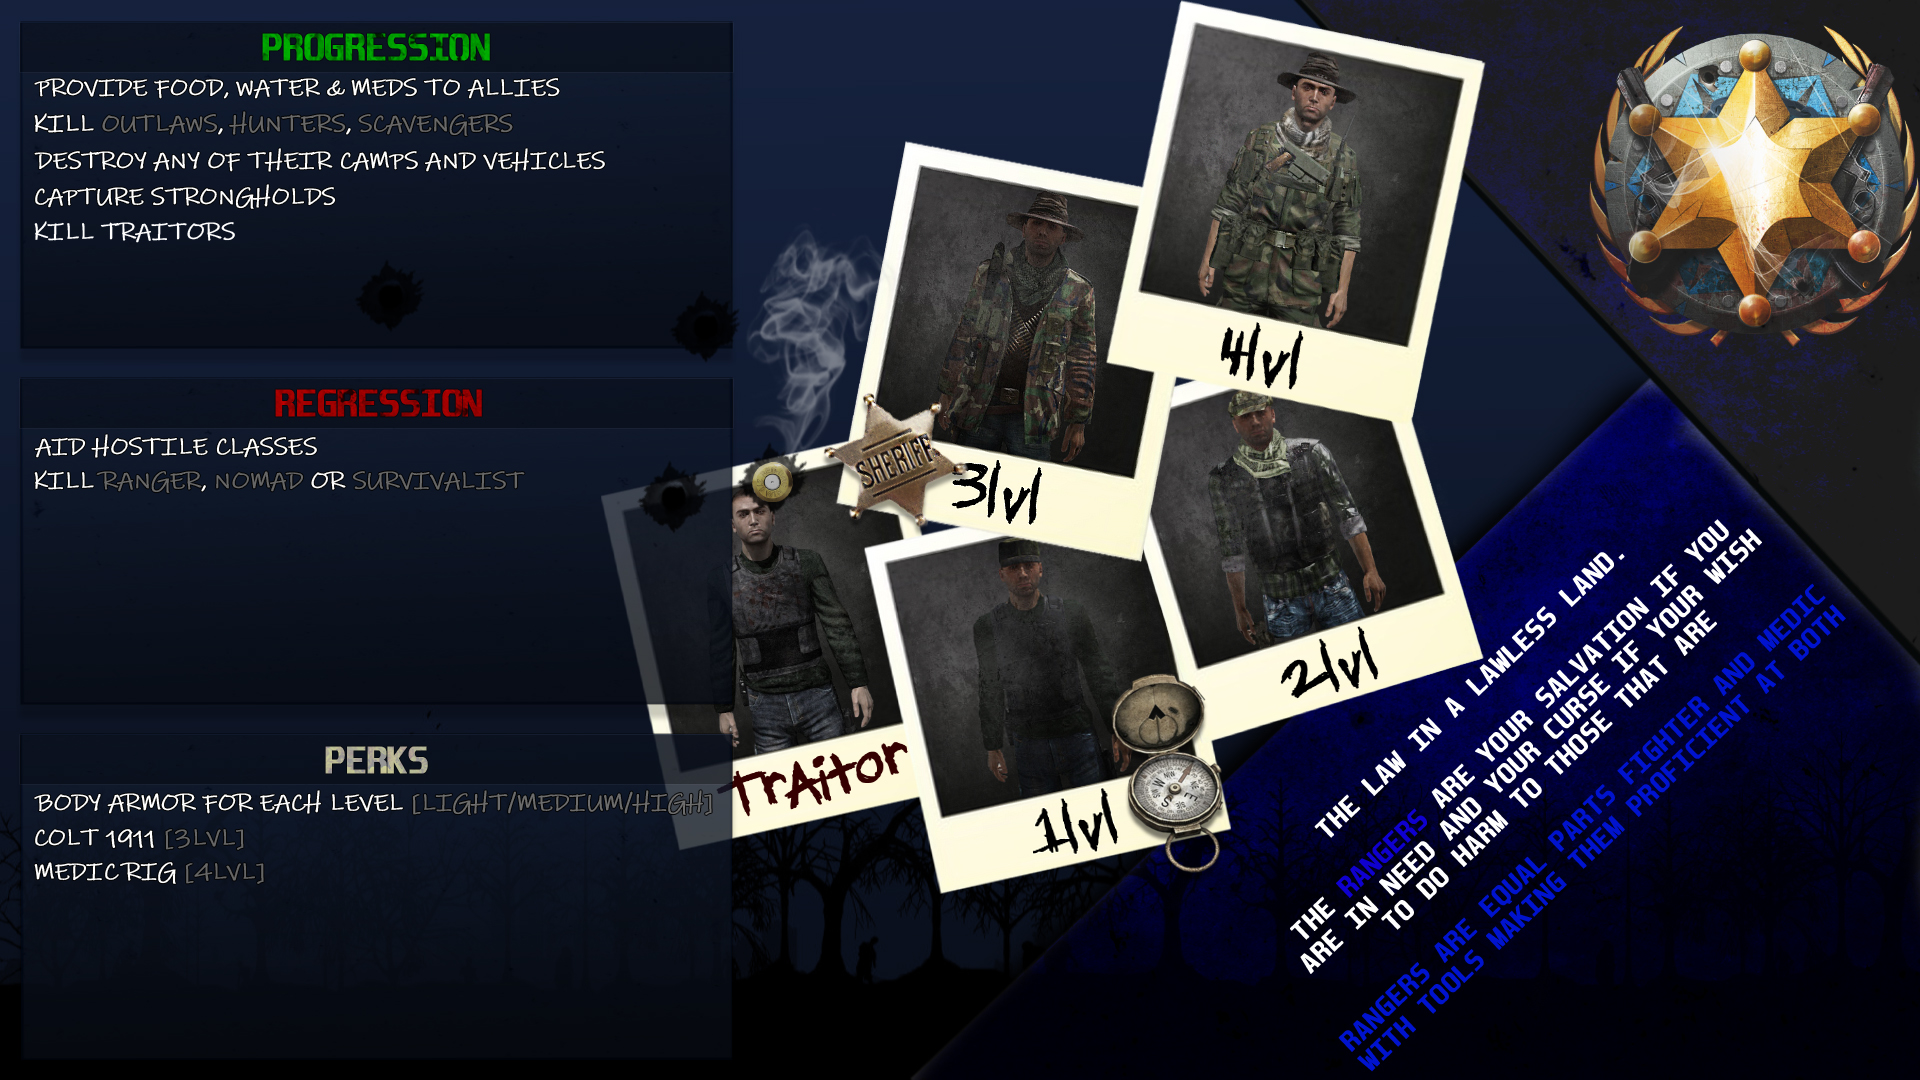 PROGRESSION
PROVIDE FOOD, WATER & MEDS TO ALLIES
KILL OUTLAWS, HUNTERS, SCAVENGERS
DESTROY ANY OF THEIR CAMPS AND VEHICLES
CAPTURE STRONGHOLDS
KILL TRAITORS
REGRESSION
AID HOSTILE CLASSES
KILL RANGER, NOMAD OR SURVIVALIST
PERKS
BODY ARMOR FOR EACH LEVEL [LIGHT/MEDIUM/HIGH]
COLT 1911 [3LVL]
MEDIC RIG [4LVL]
4lvl
3lvl
SHERIFF
2lvl
1lvl
TrAitor
THE LAW IN A LAWLESS LAND.
THE RANGERS ARE YOUR SALVATION IF YOU
ARE IN NEED AND YOUR CURSE IF YOUR WISH
TO DO HARM TO THOSE THAT ARE
RANGERS ARE EQUAL PARTS FIGHTER AND MEDIC
WITH TOOLS MAKING THEM PROFICIENT AT BOTH